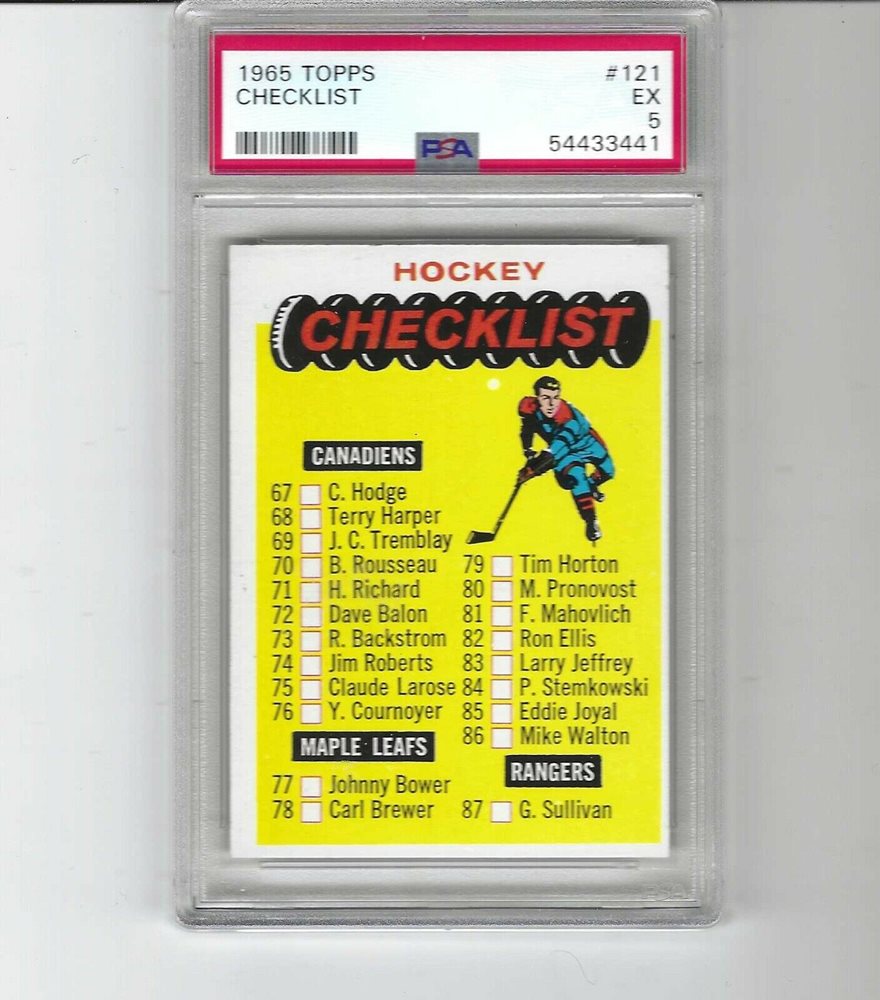 1965 TOPPS #121
CHECKLIST EX
5
PSA 54433441
HOCKEY
CHECKLIST
CANADIENS
67 C. Hodge
68 Terry Harper
69 J. C. Tremblay
70 B. Rousseau
71 H. Richard
72 Dave Balon
73 R. Backstrom
74 Jim Roberts
75 Claude Larose
76 Y. Cournoyer
MAPLE LEAFS
77 Johnny Bower
78 Carl Brewer
79 Tim Horton
80 M. Pronovost
81 F. Mahovlich
82 Ron Ellis
83 Larry Jeffrey
84 P. Stemkowski
85 Eddie Joyal
86 Mike Walton
RANGERS
87 G. Sullivan
PSA